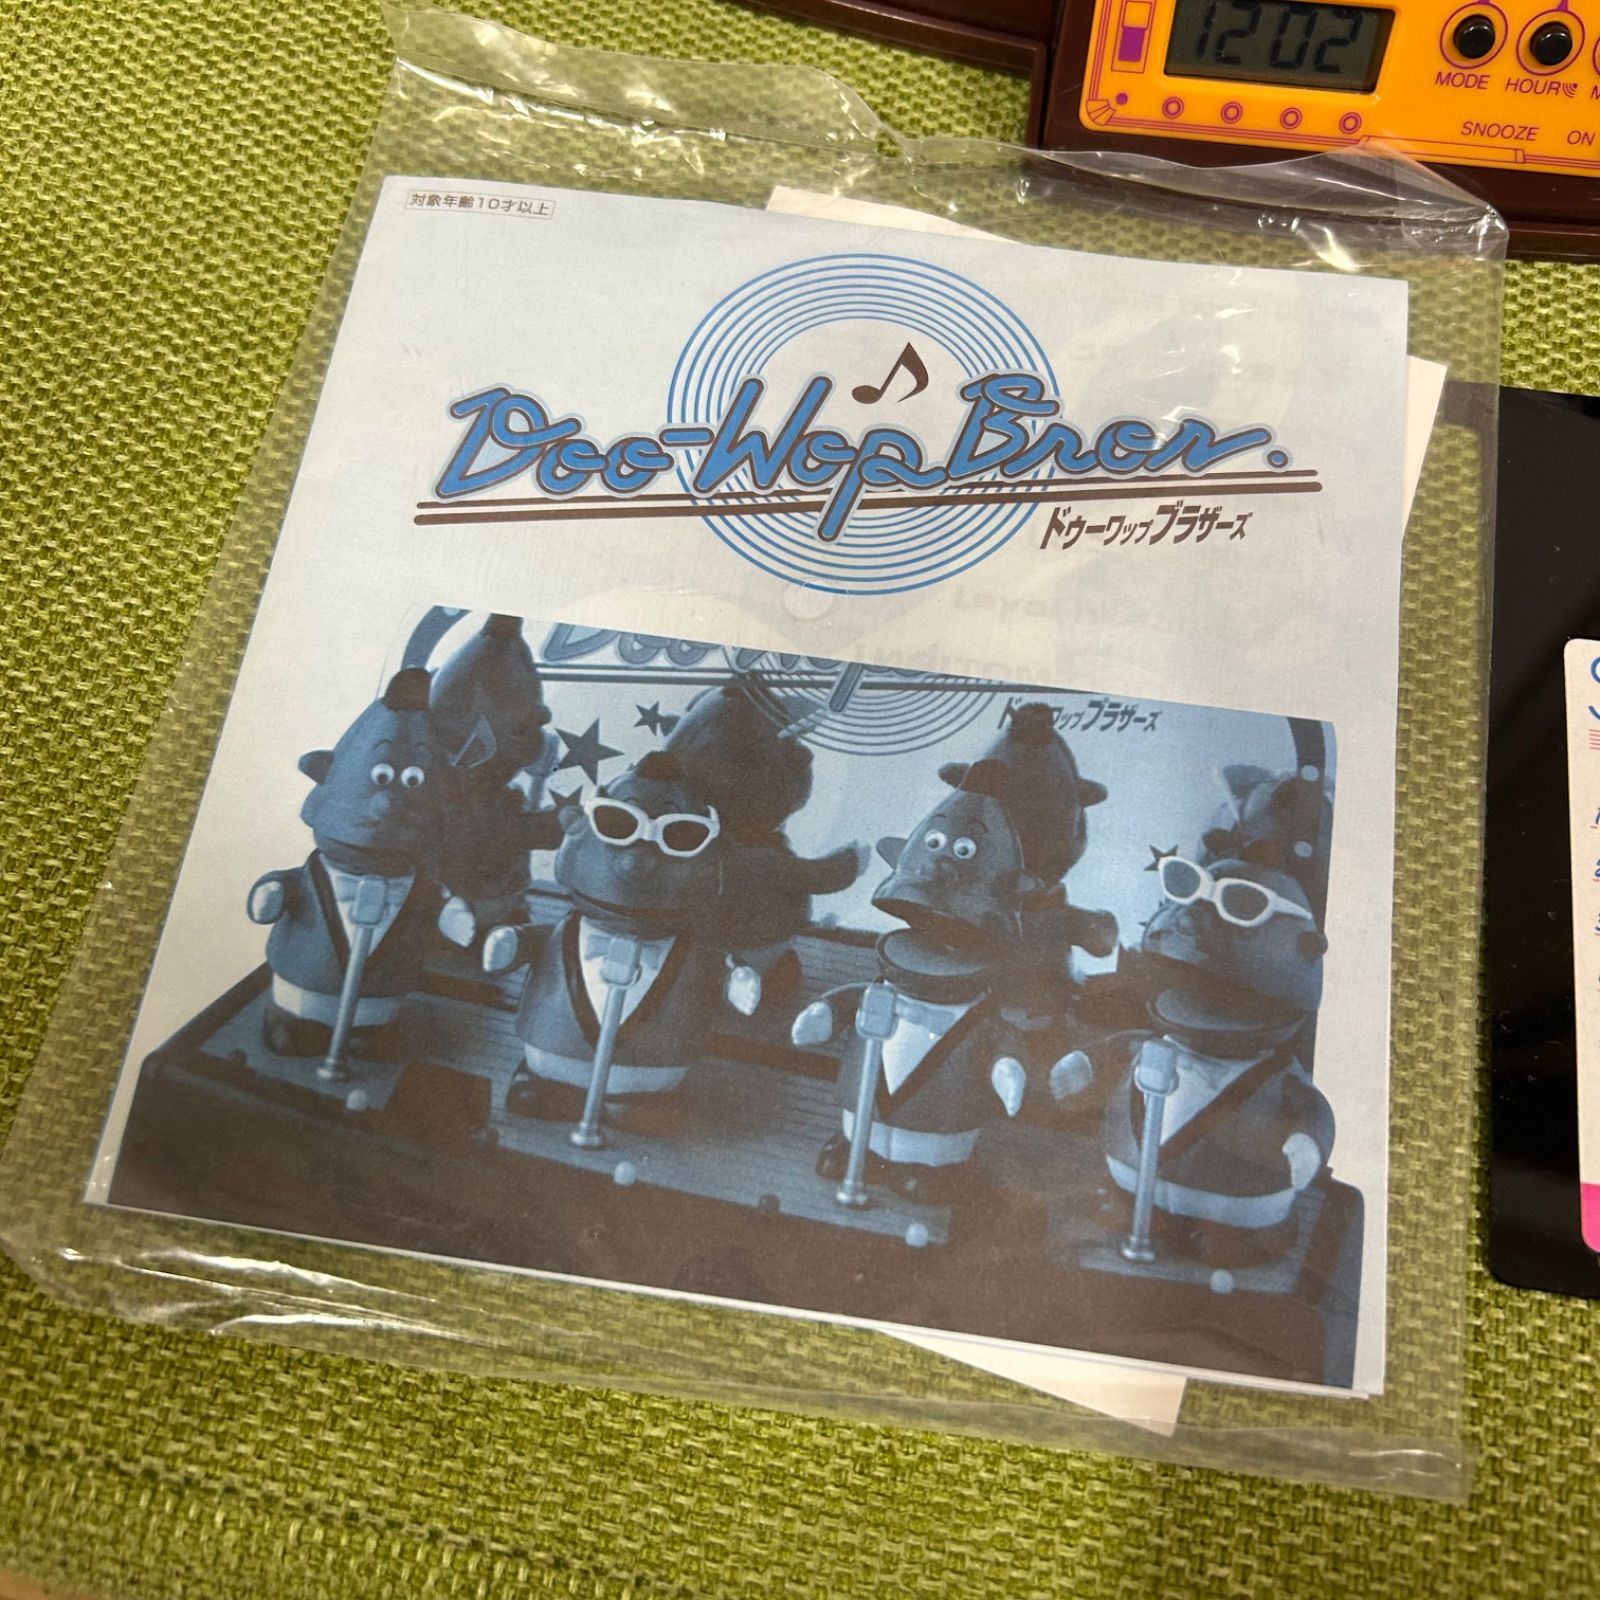 12 02
MODE HOUR
SNOOZE ON
対象年齢10才以上
Doo-Wop Bros.
ドゥーワップブラザーズ
Doo-Wop
ドゥーワップブラザーズ